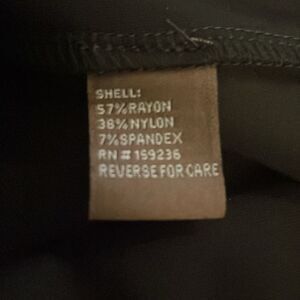 SHELL:
57%RAYON
38%NYLON
7%SPANDEX
RN#159236
REVERSE FOR CARE